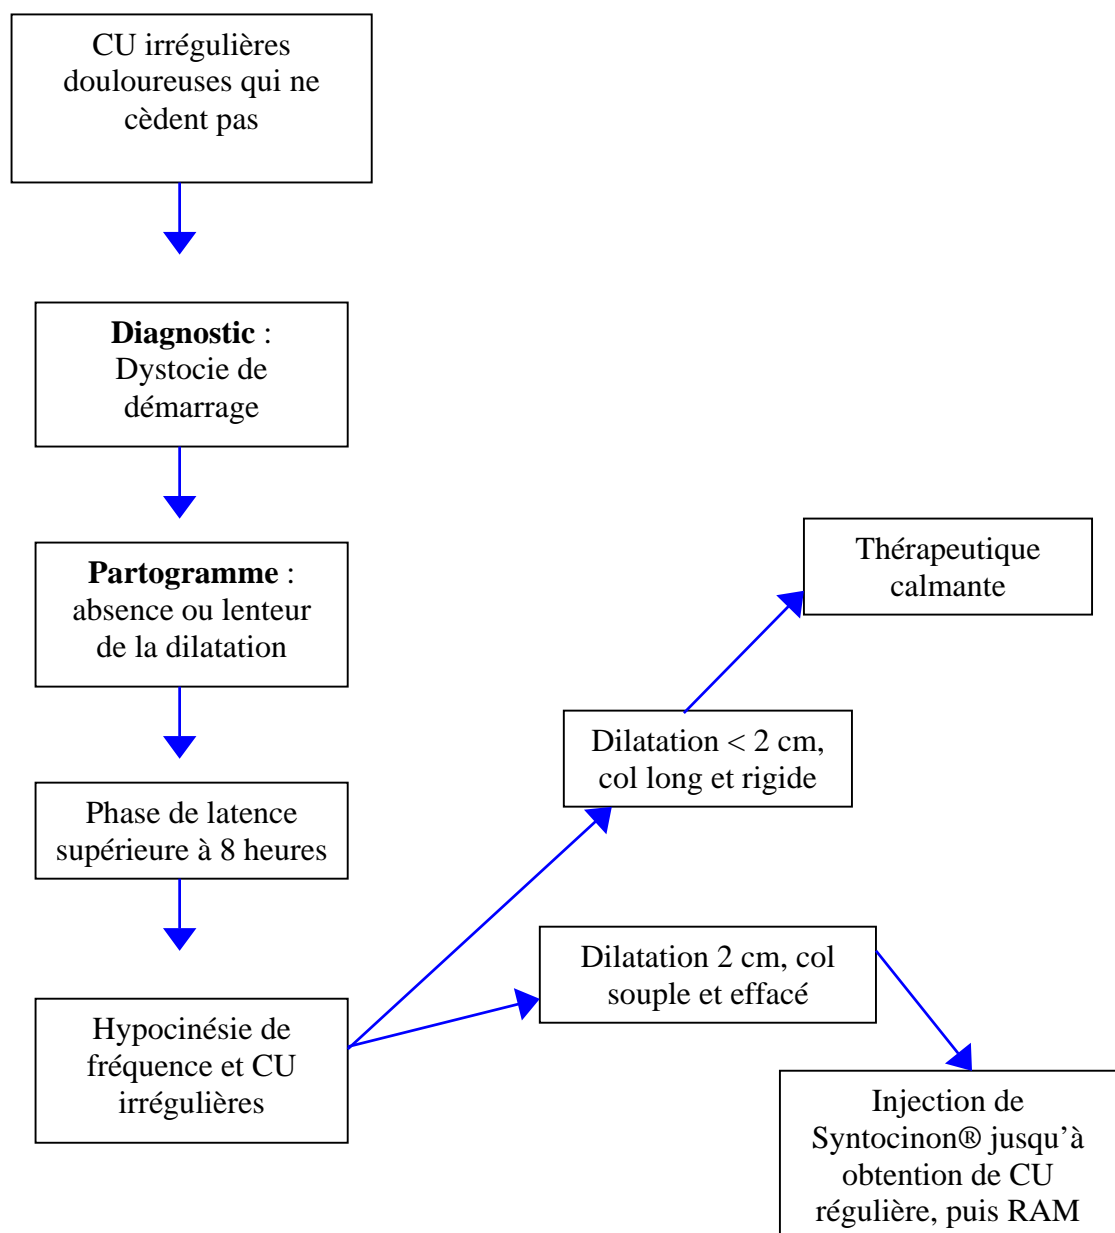 CU irrégulières
douloureuses qui ne
cèdent pas
Diagnostic :
Dystocie de
démarrage
Partogramme :
absence ou lenteur
de la dilatation
Phase de latence
supérieure à 8 heures
Hypocinésie de
fréquence et CU
irrégulières
Dilatation < 2 cm,
col long et rigide
Thérapeutique
calmante
Dilatation 2 cm, col
souple et effacé
Injection de
Syntocinon® jusqu’à
obtention de CU
régulière, puis RAM